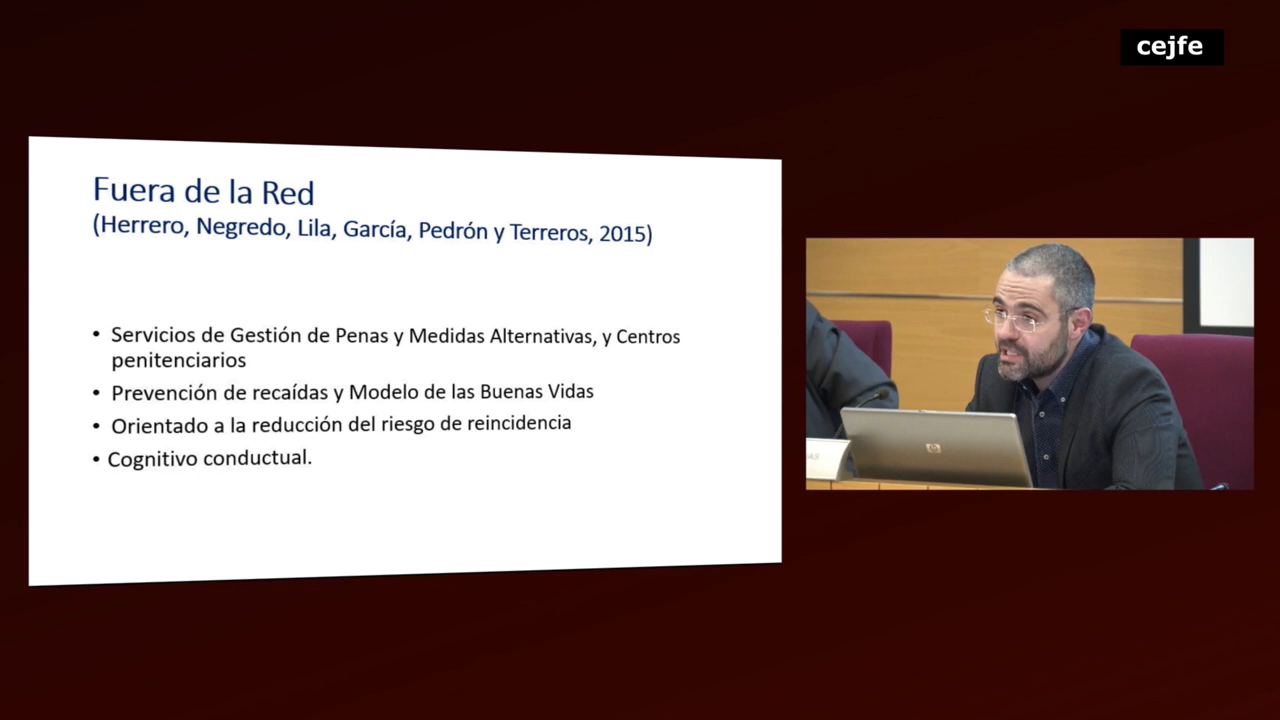 cejfe
Fuera de la Red
(Herrero, Negredo, Lila, García, Pedrón y Terreros, 2015)
• Servicios de Gestión de Penas y Medidas Alternativas, y Centros
penitenciarios
• Prevención de recaídas y Modelo de las Buenas Vidas
• Orientado a la reducción del riesgo de reincidencia
• Cognitivo conductual.
hp